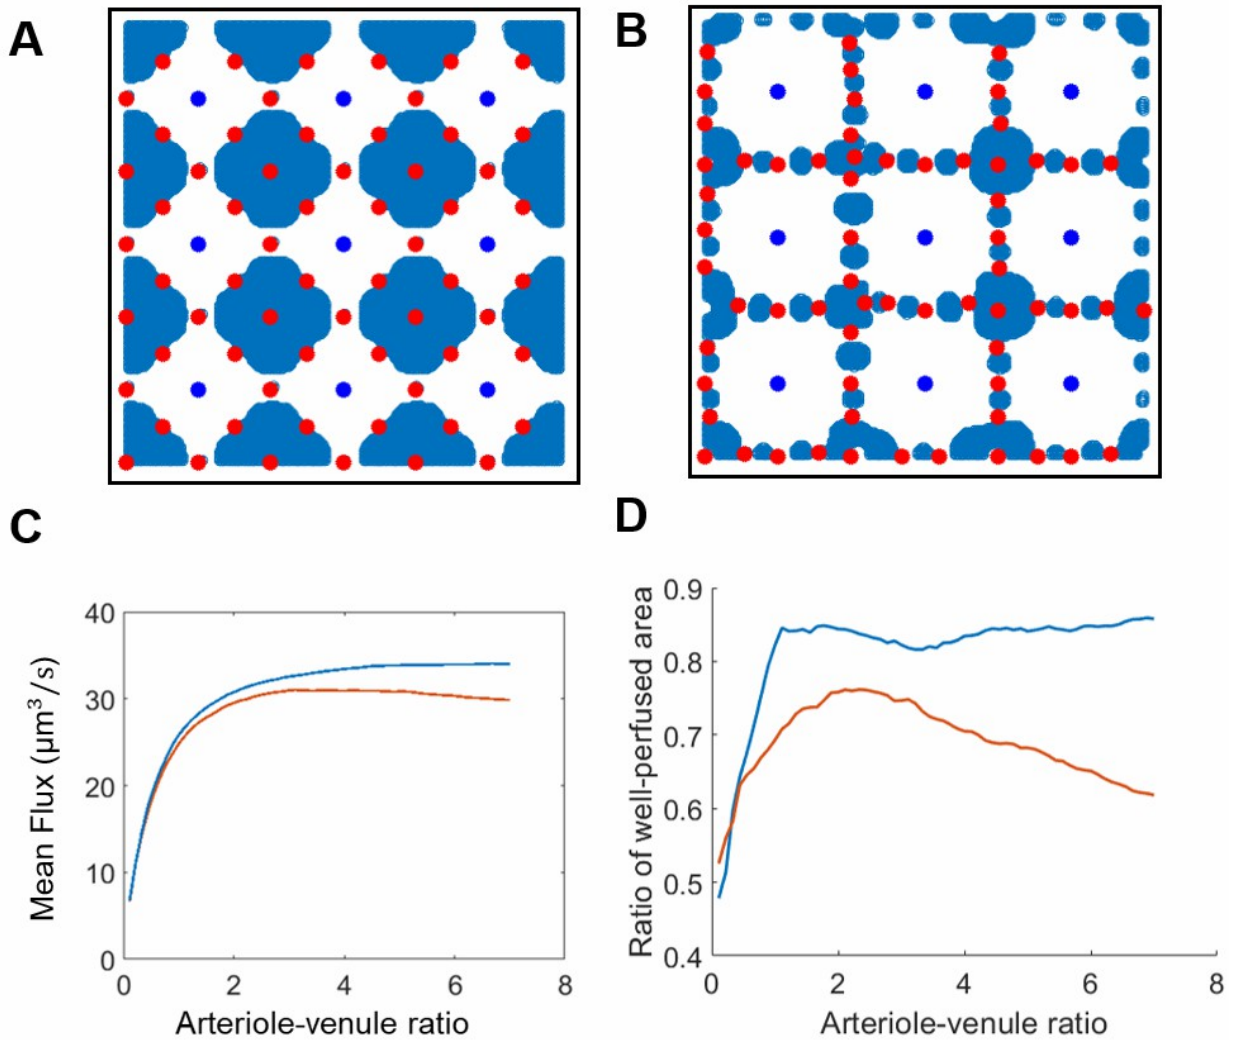 A
B
C
40
30
20
10
0
0 2 4 6 8
Mean Flux (μm³/s)
Arteriole-venule ratio
D
0.9
0.8
0.7
0.6
0.5
0.4
0 2 4 6 8
Ratio of well-perfused area
Arteriole-venule ratio